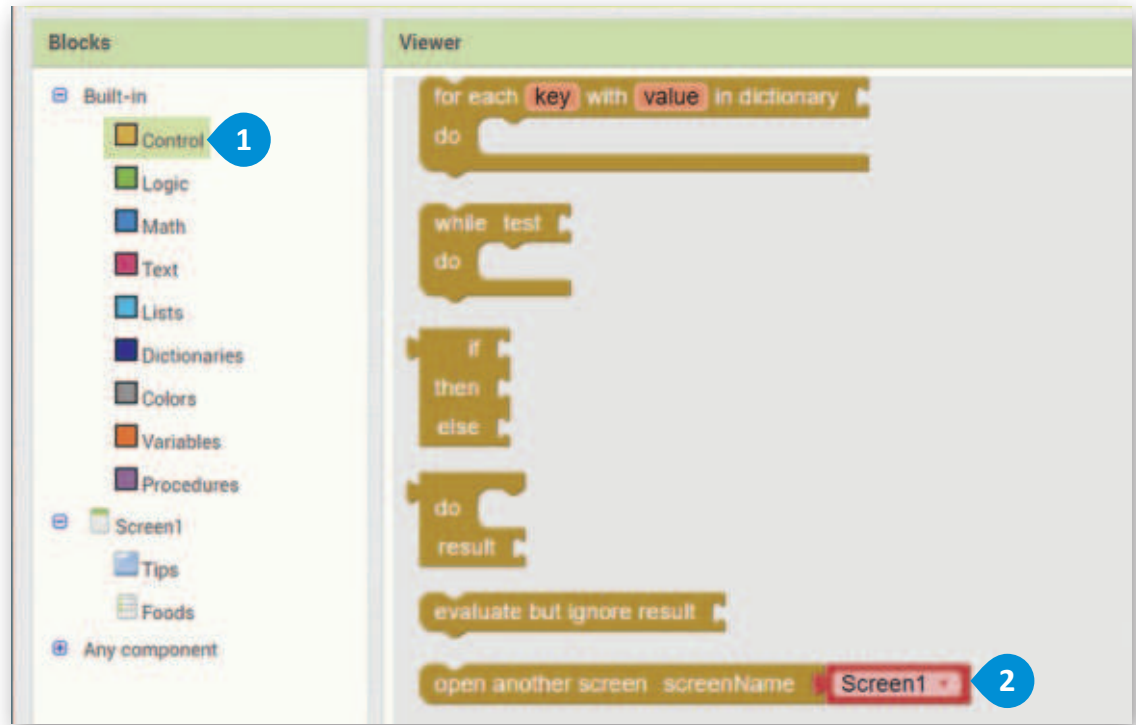 Blocks
Built-in
Control
1
Logic
Math
Text
Lists
Dictionaries
Colors
Variables
Procedures
Screen1
Tips
Foods
Any component
Viewer
for each key with value in dictionary
do
while test
do
if
then
else
do
result
evaluate but ignore result
open another screen screenName Screen1
2